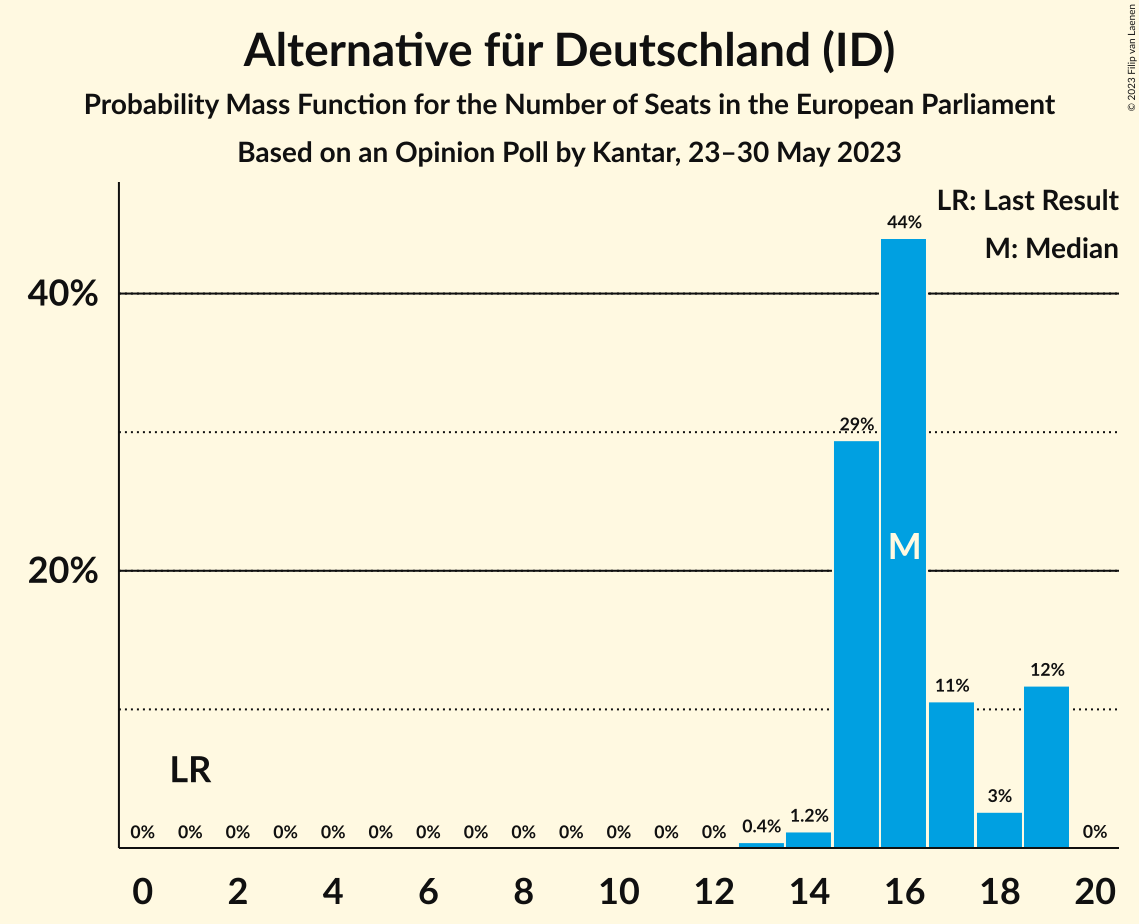 Alternative für Deutschland (ID)
Probability Mass Function for the Number of Seats in the European Parliament
Based on an Opinion Poll by Kantar, 23–30 May 2023
© 2023 Filip van Laenen
LR: Last Result
M: Median
44%
40%
29%
M
20%
12%
11%
LR
3%
1.2%
0.4%
0% 0% 0% 0% 0% 0% 0% 0% 0% 0% 0% 0% 0% 0%
0 2 4 6 8 10 12 14 16 18 20